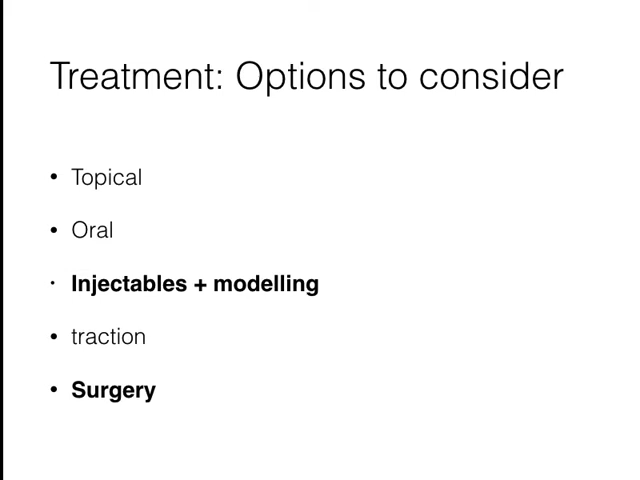 Treatment: Options to consider
• Topical
• Oral
• Injectables + modelling
• traction
• Surgery